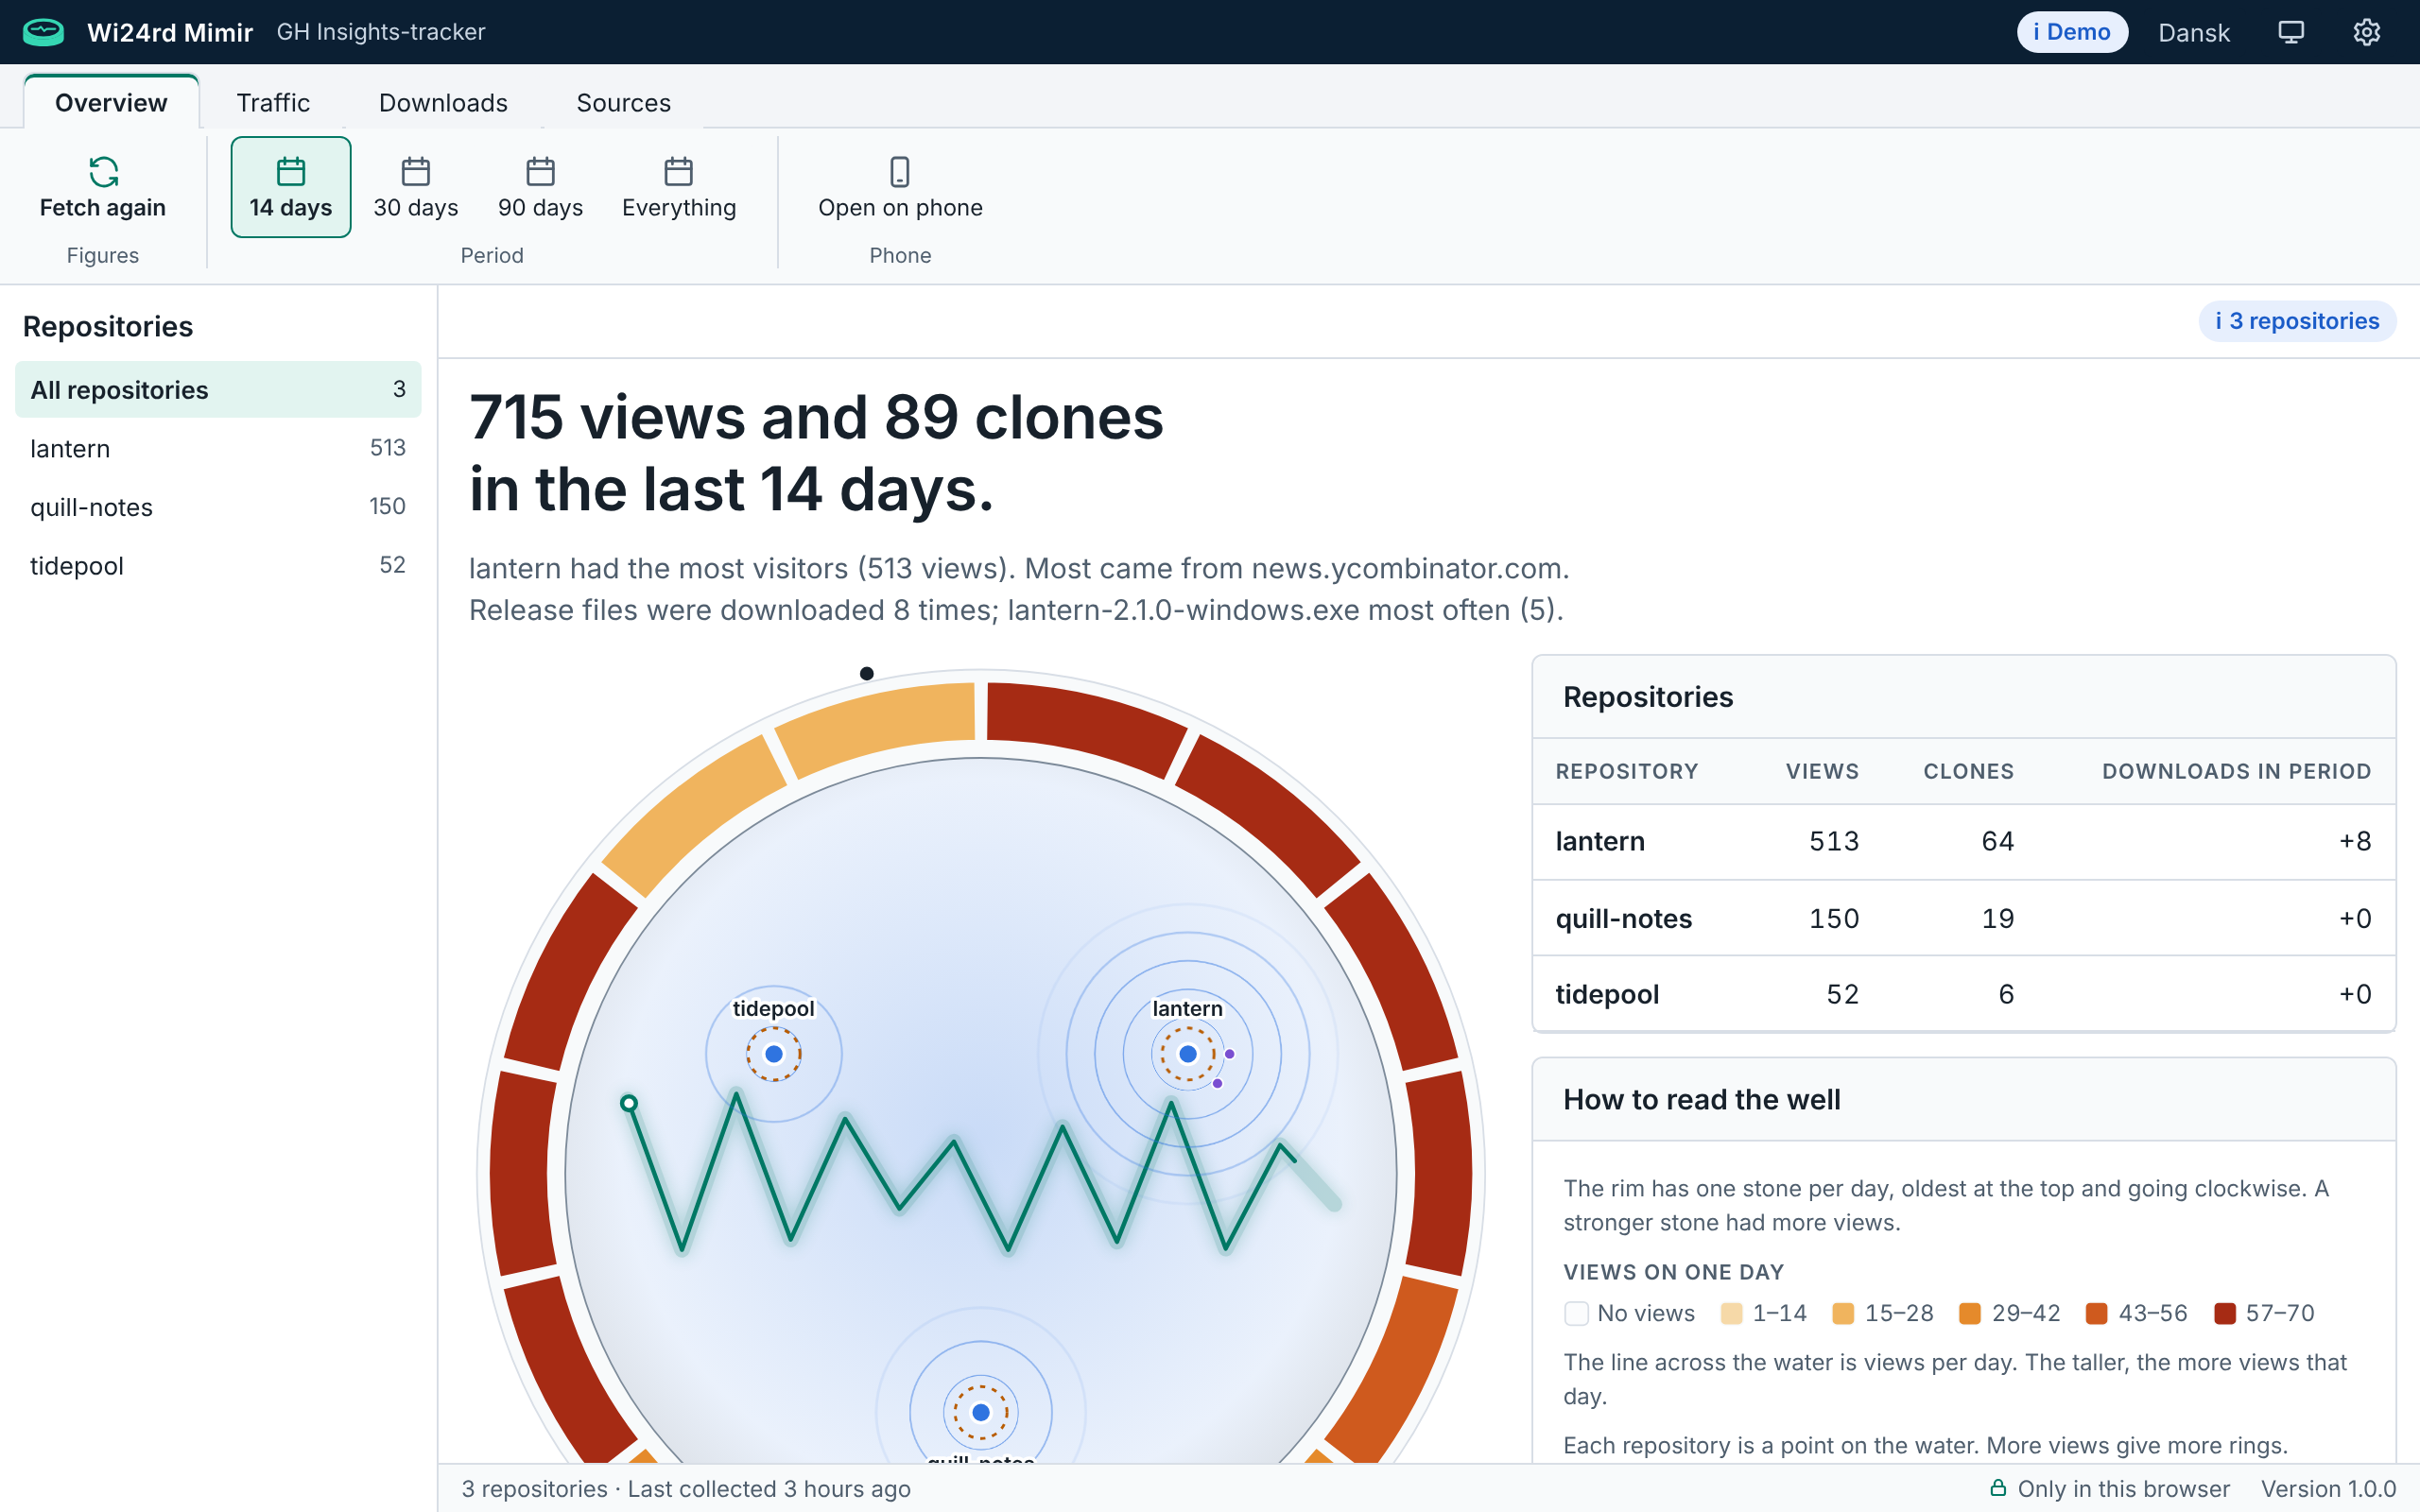 Wi24rd Mimir GH Insights-tracker
i Demo Dansk
Overview Traffic Downloads Sources
Fetch again 14 days 30 days 90 days Everything Open on phone
Figures Period Phone
Repositories
All repositories 3
lantern 513
quill-notes 150
tidepool 52
i 3 repositories
715 views and 89 clones
in the last 14 days.
lantern had the most visitors (513 views). Most came from news.ycombinator.com.
Release files were downloaded 8 times; lantern-2.1.0-windows.exe most often (5).
tidepool
lantern
quill-notes
Repositories
REPOSITORY VIEWS CLONES DOWNLOADS IN PERIOD
lantern 513 64 +8
quill-notes 150 19 +0
tidepool 52 6 +0
How to read the well
The rim has one stone per day, oldest at the top and going clockwise. A
stronger stone had more views.
VIEWS ON ONE DAY
No views 1–14 15–28 29–42 43–56 57–70
The line across the water is views per day. The taller, the more views that
day.
Each repository is a point on the water. More views give more rings.
3 repositories · Last collected 3 hours ago
Only in this browser Version 1.0.0